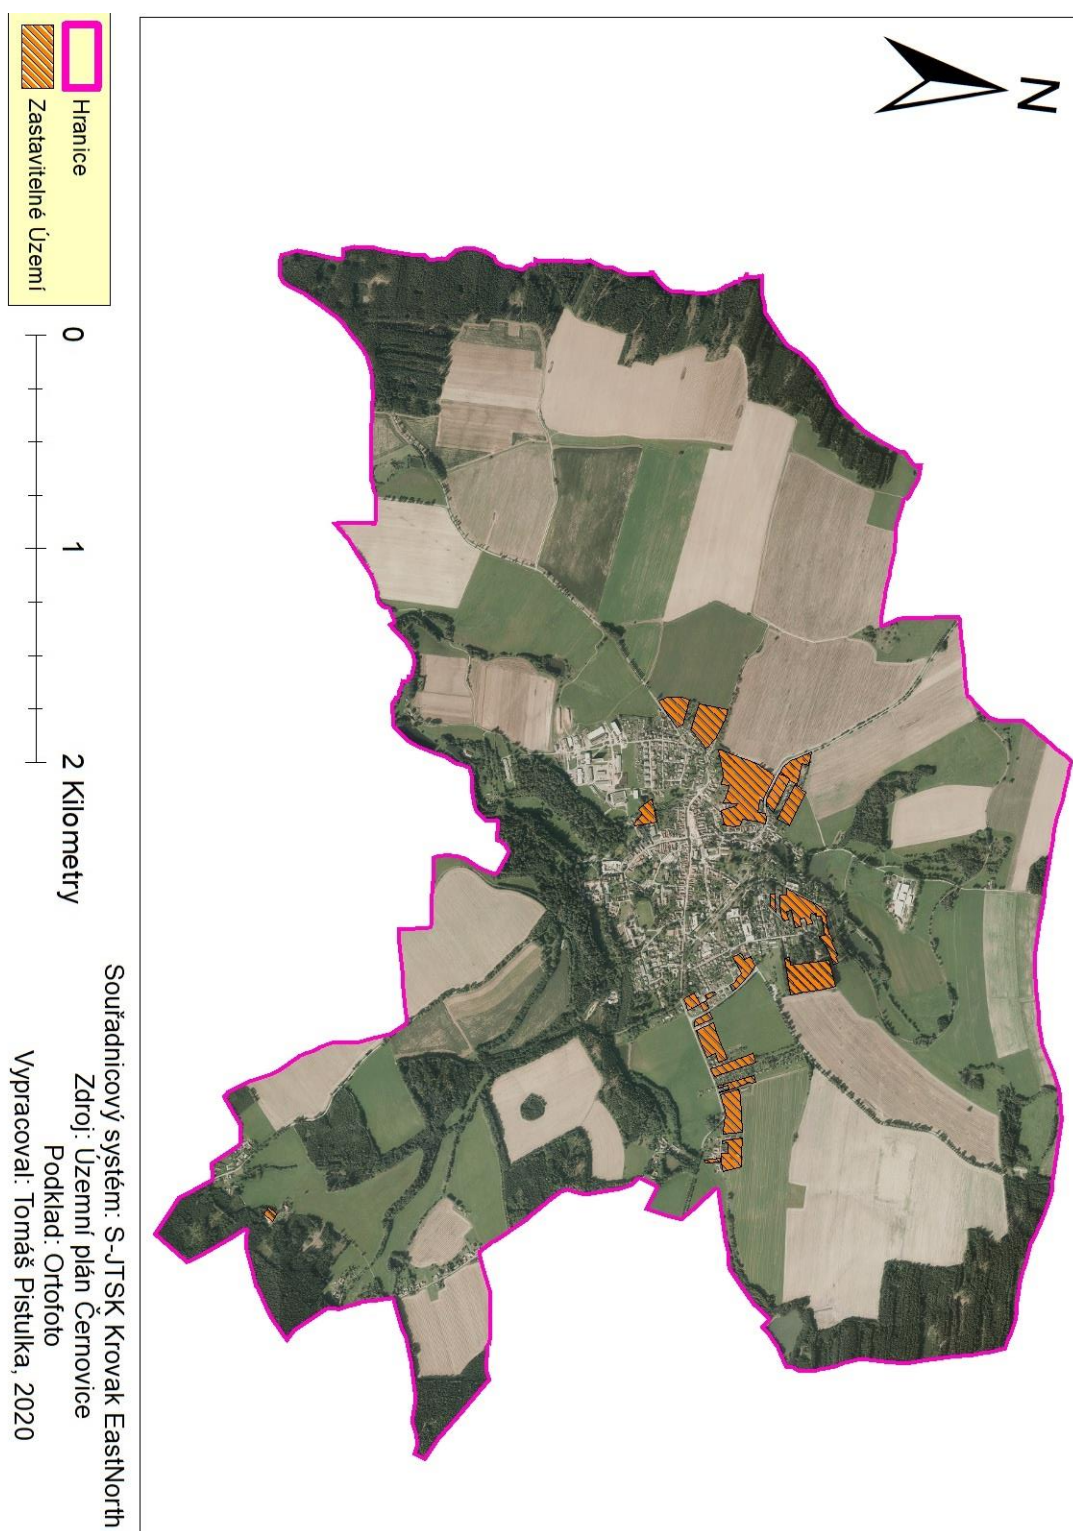 N
Hranice
Zastavitelné Území
0 1 2 Kilometry
Souřadnicový systém: S-JTSK Krovak EastNorth
Zdroj: Územní plán Černovice
Podklad: Ortofoto
Vypracoval: Tomáš Pistulka, 2020